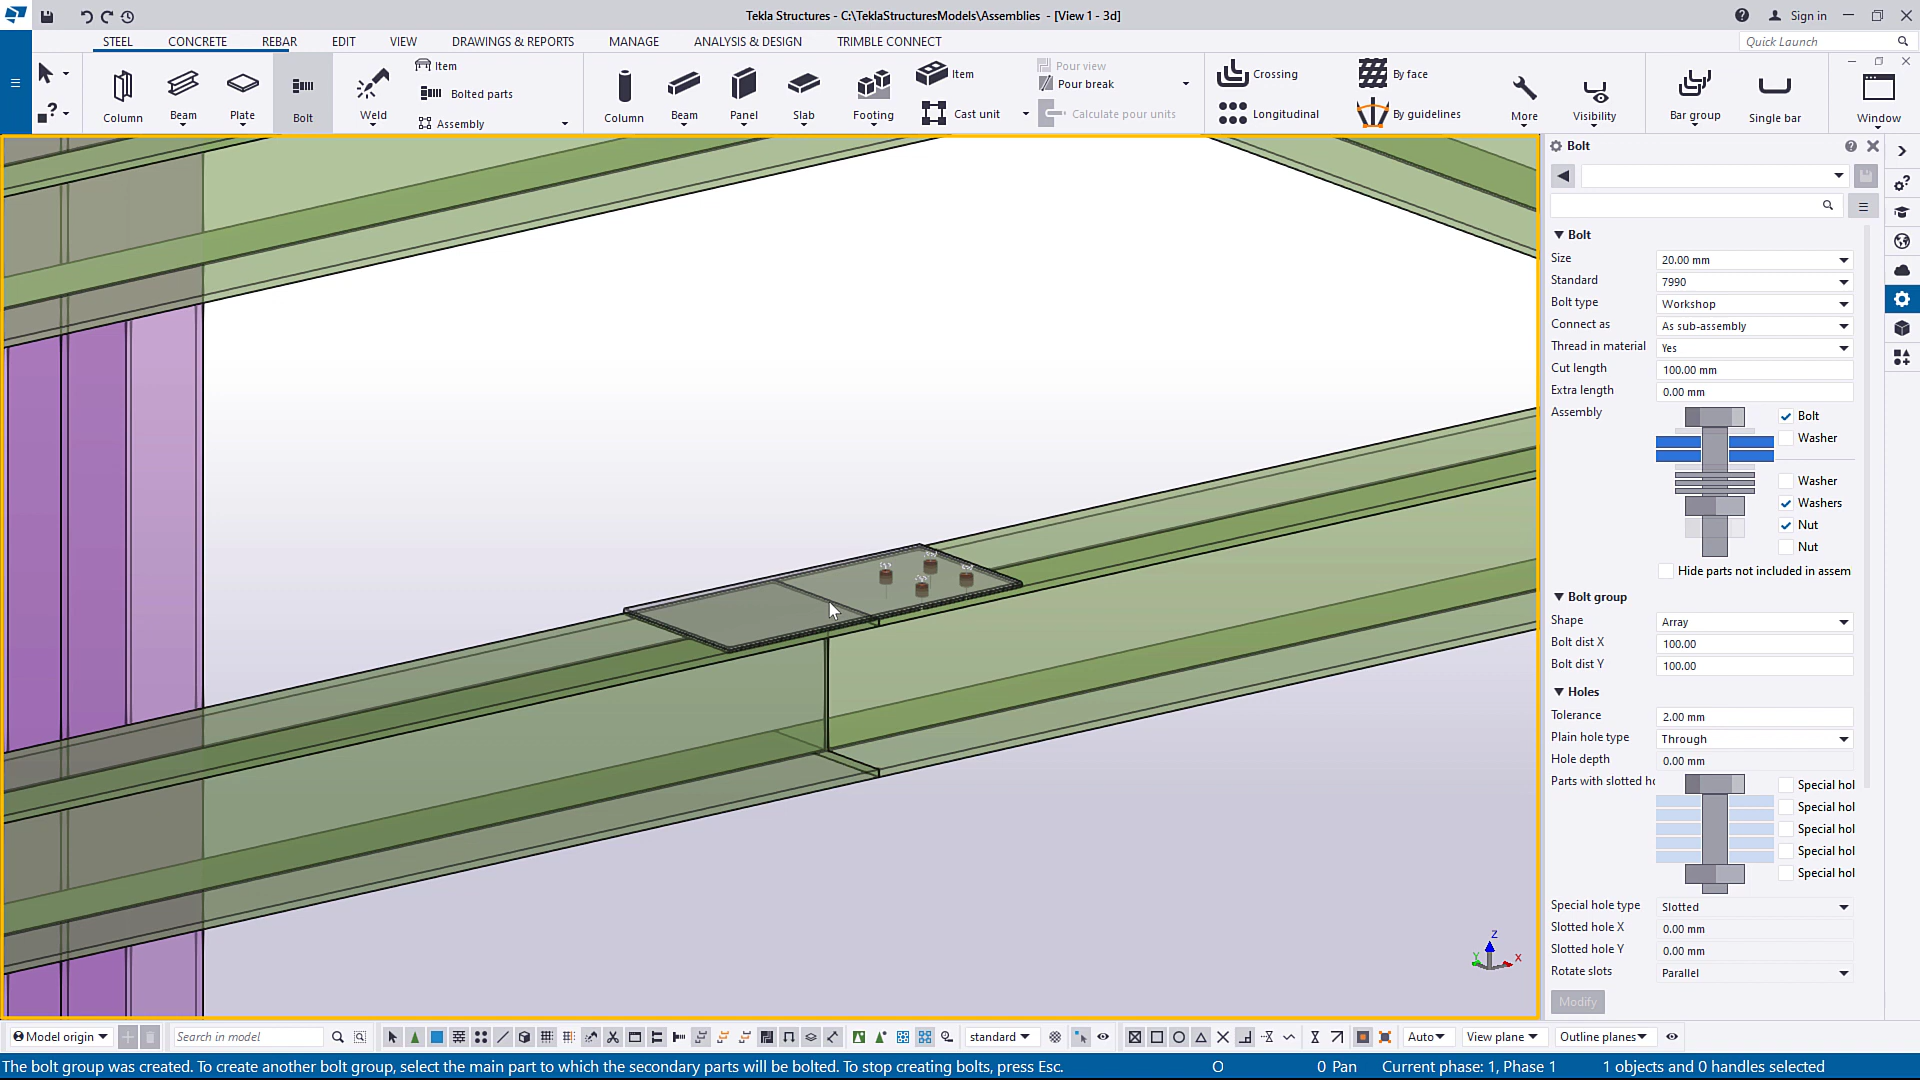 Tekla Structures - C:\TeklaStructuresModels\Assemblies - [View 1 - 3d]
Sign in
STEEL CONCRETE REBAR EDIT VIEW DRAWINGS & REPORTS MANAGE ANALYSIS & DESIGN TRIMBLE CONNECT
Quick Launch
Column
Beam
Plate
Bolt
Weld
Item
Bolted parts
Assembly
Column
Beam
Panel
Slab
Footing
Item
Cast unit
Pour view
Pour break
Calculate pour units
Crossing
Longitudinal
By face
By guidelines
More
Visibility
Bar group
Single bar
Window
Bolt
Bolt
Size 20.00 mm
Standard 7990
Bolt type Workshop
Connect as As sub-assembly
Thread in material Yes
Cut length 100.00 mm
Extra length 0.00 mm
Assembly
Bolt
Washer
Washer
Washers
Nut
Nut
Hide parts not included in assem
Bolt group
Shape Array
Bolt dist X 100.00
Bolt dist Y 100.00
Holes
Tolerance 2.00 mm
Plain hole type Through
Hole depth 0.00 mm
Parts with slotted ho
Special hol
Special hol
Special hol
Special hol
Special hol
Special hole type Slotted
Slotted hole X 0.00 mm
Slotted hole Y 0.00 mm
Rotate slots Parallel
Modify
Z
Y
X
Model origin
Search in model
standard
Auto
View plane
Outline planes
The bolt group was created. To create another bolt group, select the main part to which the secondary parts will be bolted. To stop creating bolts, press Esc.
O
0 Pan
Current phase: 1, Phase 1
1 objects and 0 handles selected